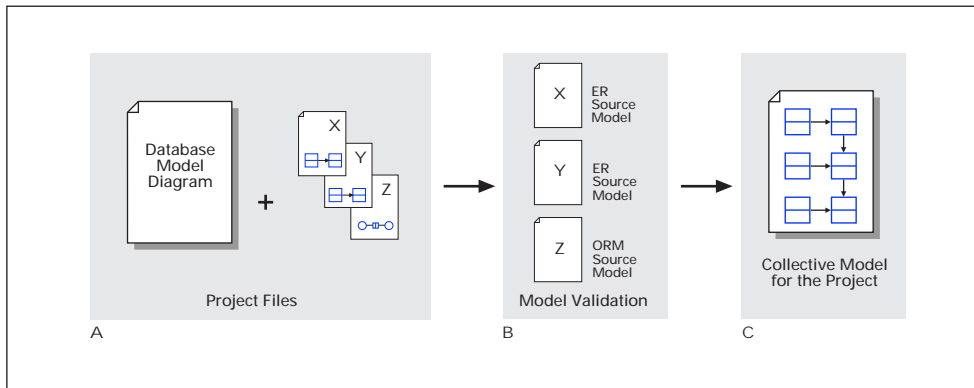 Database
Model
Diagram
+
X
Y
Z
Project Files
A
X
ER
Source
Model
Y
ER
Source
Model
Z
ORM
Source
Model
Model Validation
B
Collective Model
for the Project
C